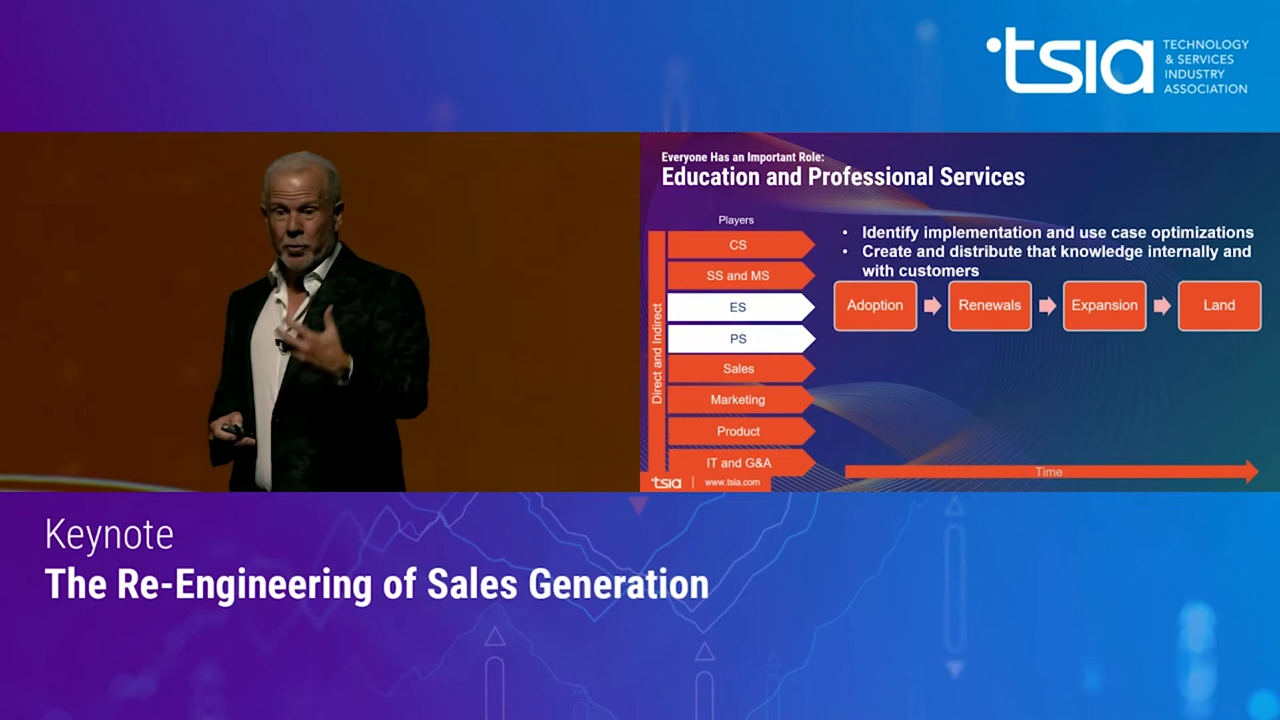 tsia
TECHNOLOGY
& SERVICES
INDUSTRY
ASSOCIATION
Everyone Has an Important Role:
Education and Professional Services
Players
Direct and Indirect
CS
SS and MS
ES
PS
Sales
Marketing
Product
IT and G&A
• Identify implementation and use case optimizations
• Create and distribute that knowledge internally and
with customers
Adoption
Renewals
Expansion
Land
Time
tsia | www.tsia.com
Keynote
The Re-Engineering of Sales Generation